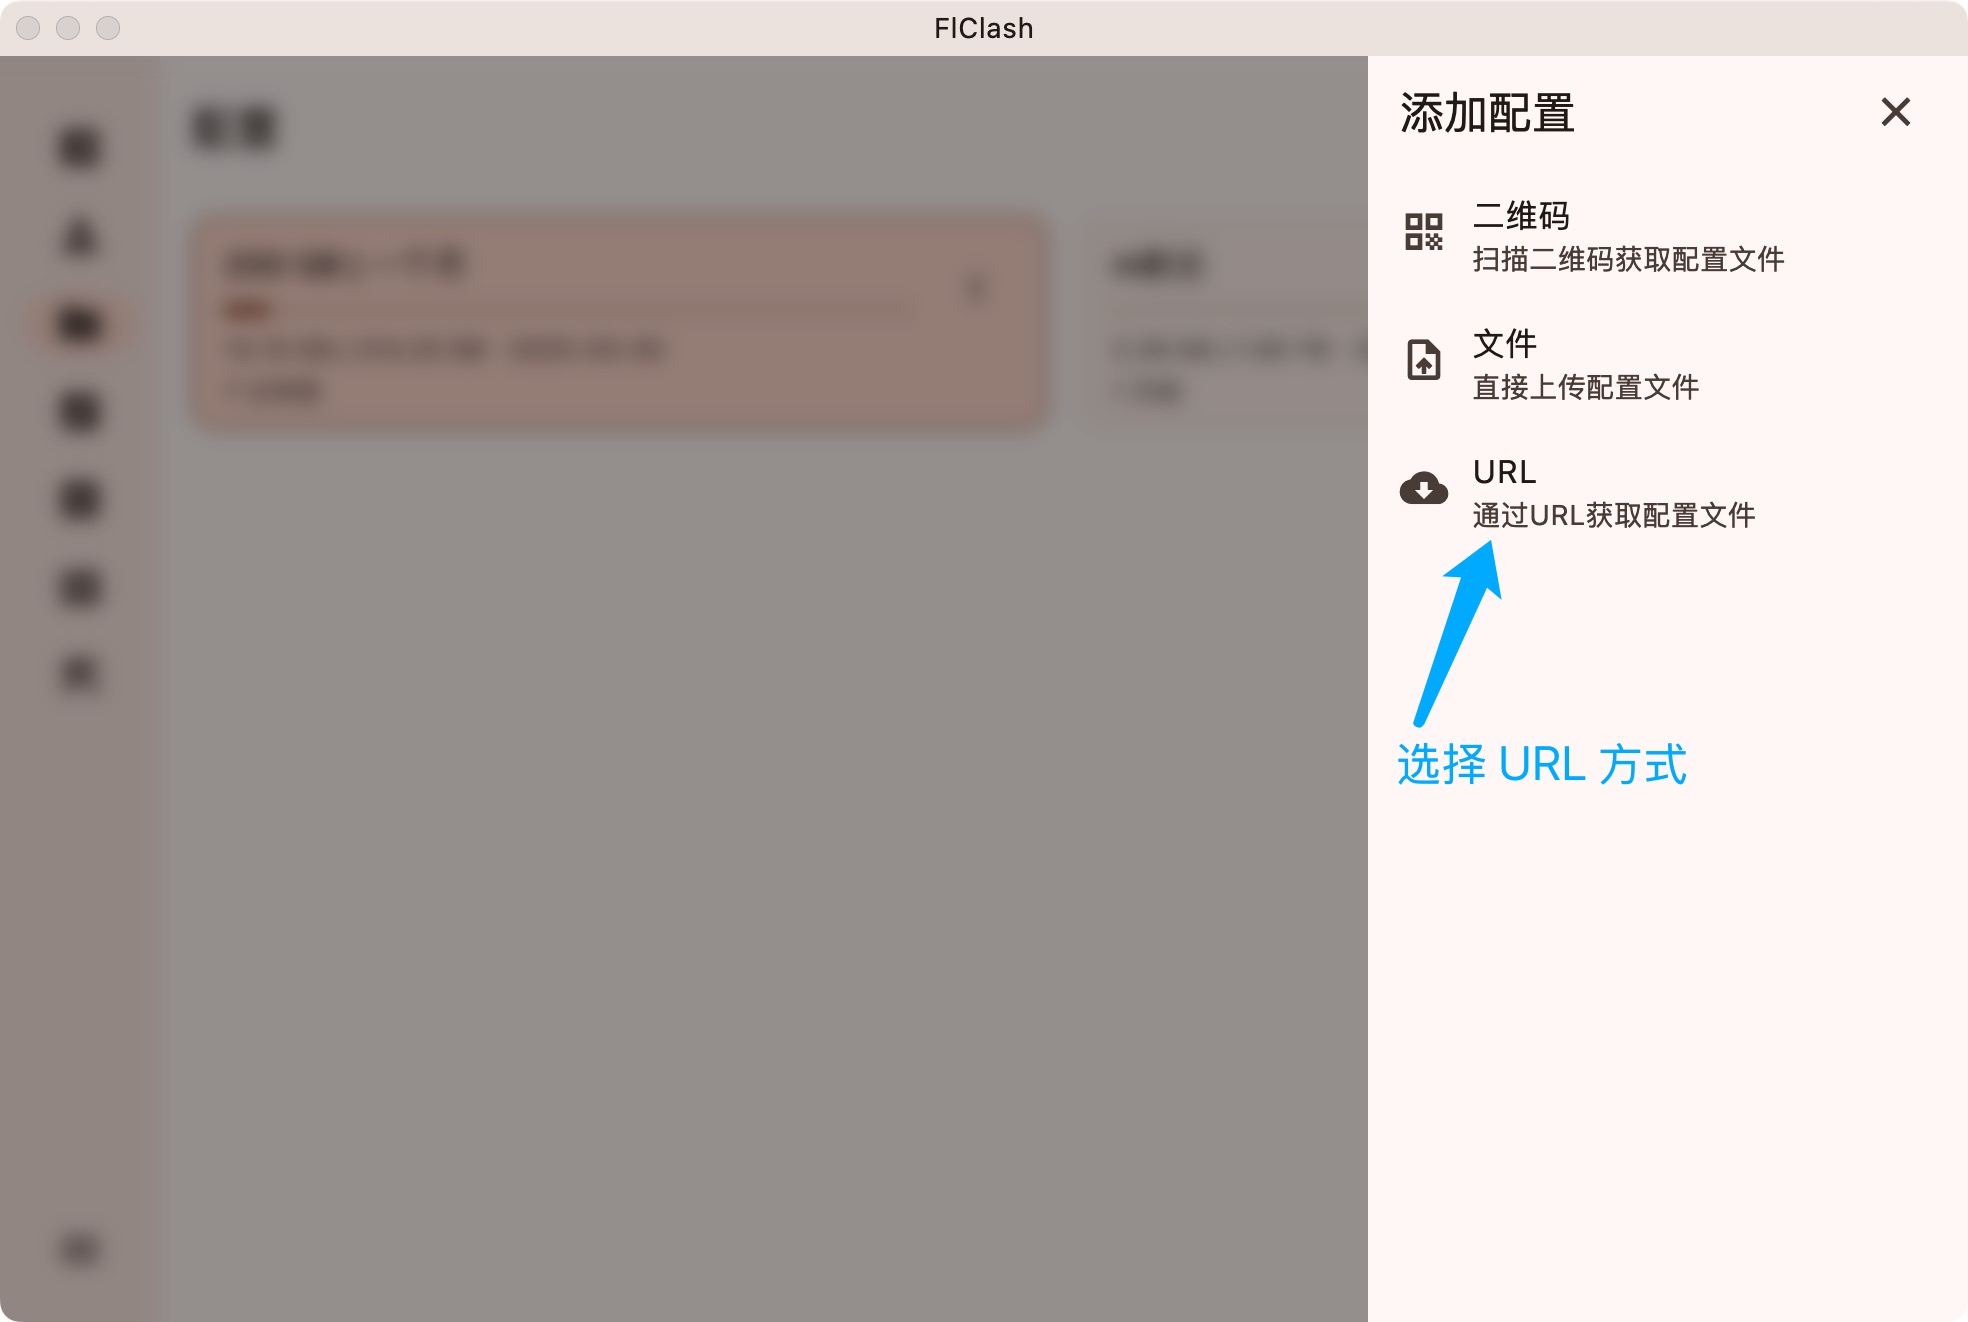 FlClash
配置
添加配置
二维码
扫描二维码获取配置文件
文件
直接上传配置文件
URL
通过URL获取配置文件
选择 URL 方式